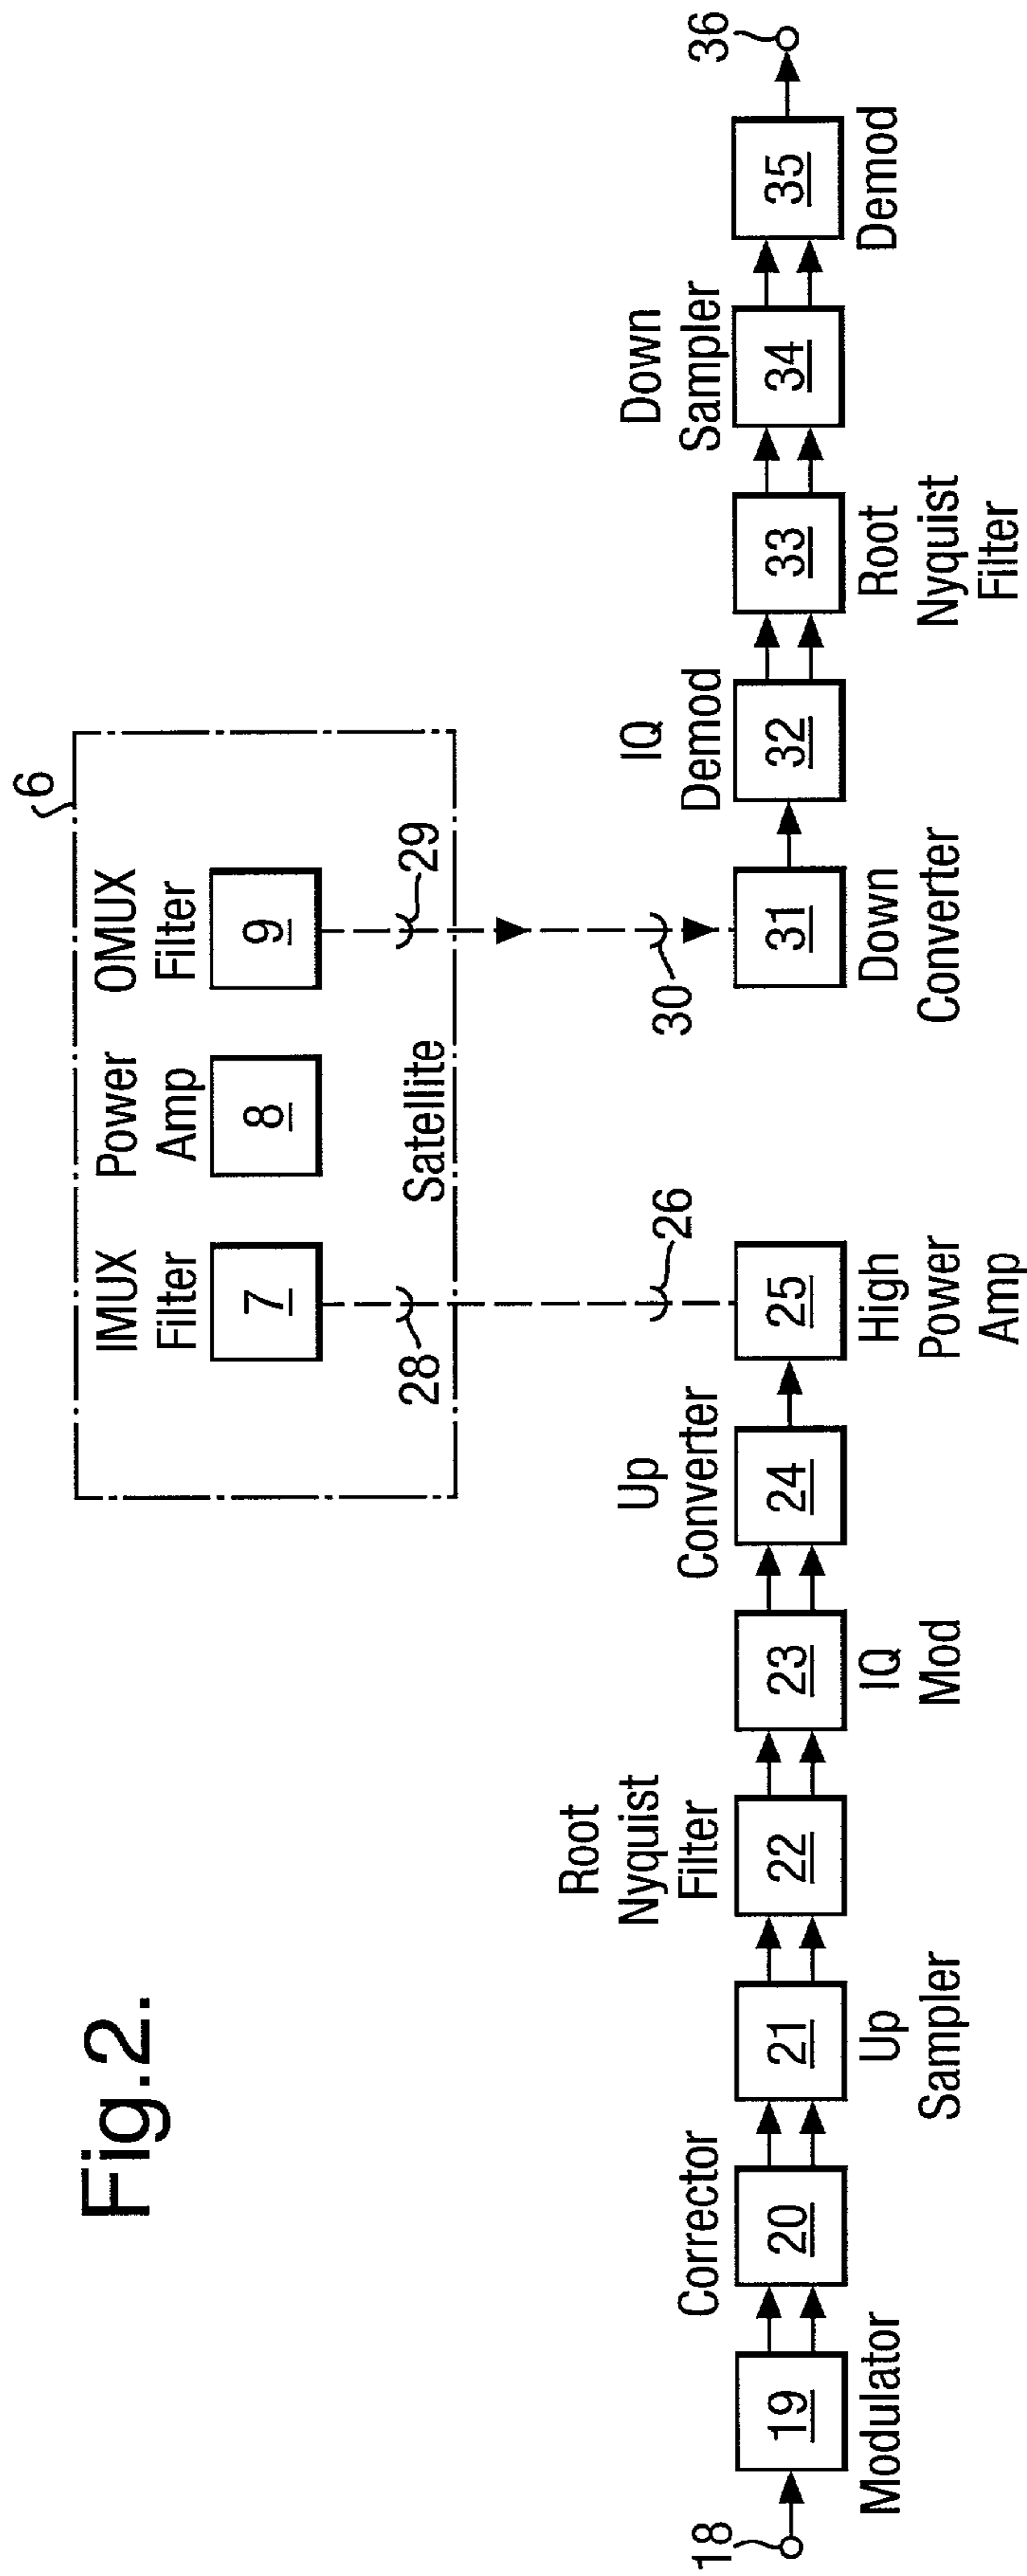 Fig.2.
6
IMUX
Filter
7
Power
Amp
8
OMUX
Filter
9
28
Satellite
29
26
30
18
19
Modulator
Corrector
20
21
Up
Sampler
Root
Nyquist
Filter
22
23
IQ
Mod
Up
Converter
24
25
High
Power
Amp
31
Down
Converter
IQ
Demod
32
33
Root
Nyquist
Filter
Down
Sampler
34
35
Demod
36